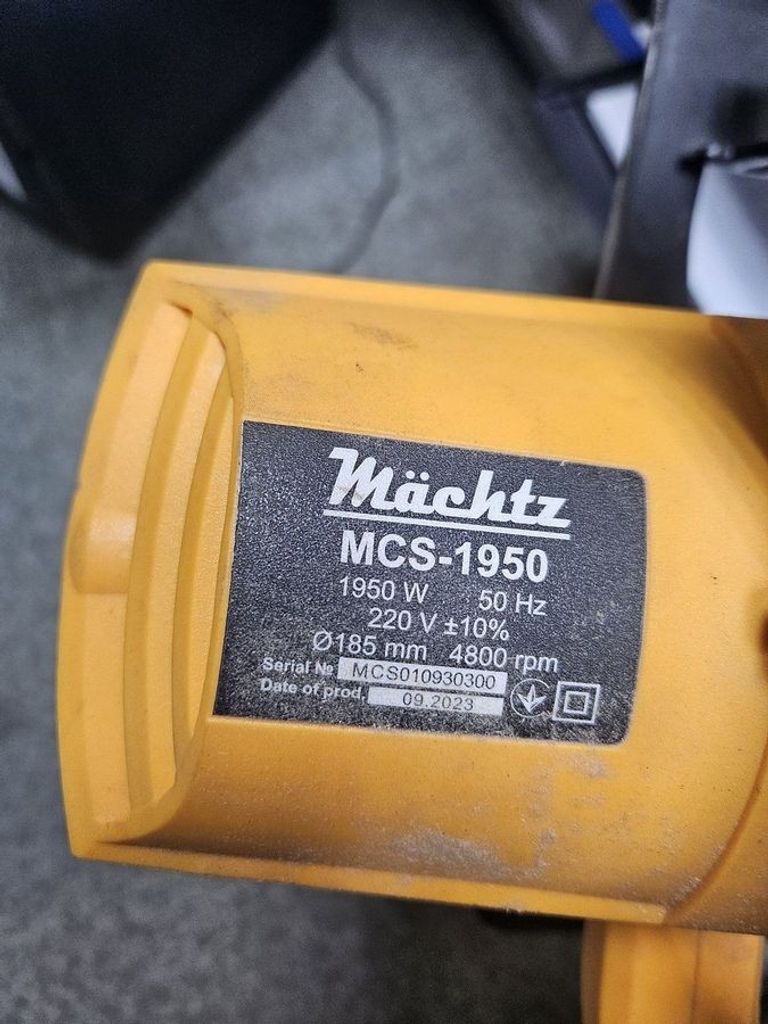 Mächtz
MCS-1950
1950 W 50 Hz
220 V ±10%
Ø185 mm 4800 rpm
Serial № MCS010930300
Date of prod. 09.2023